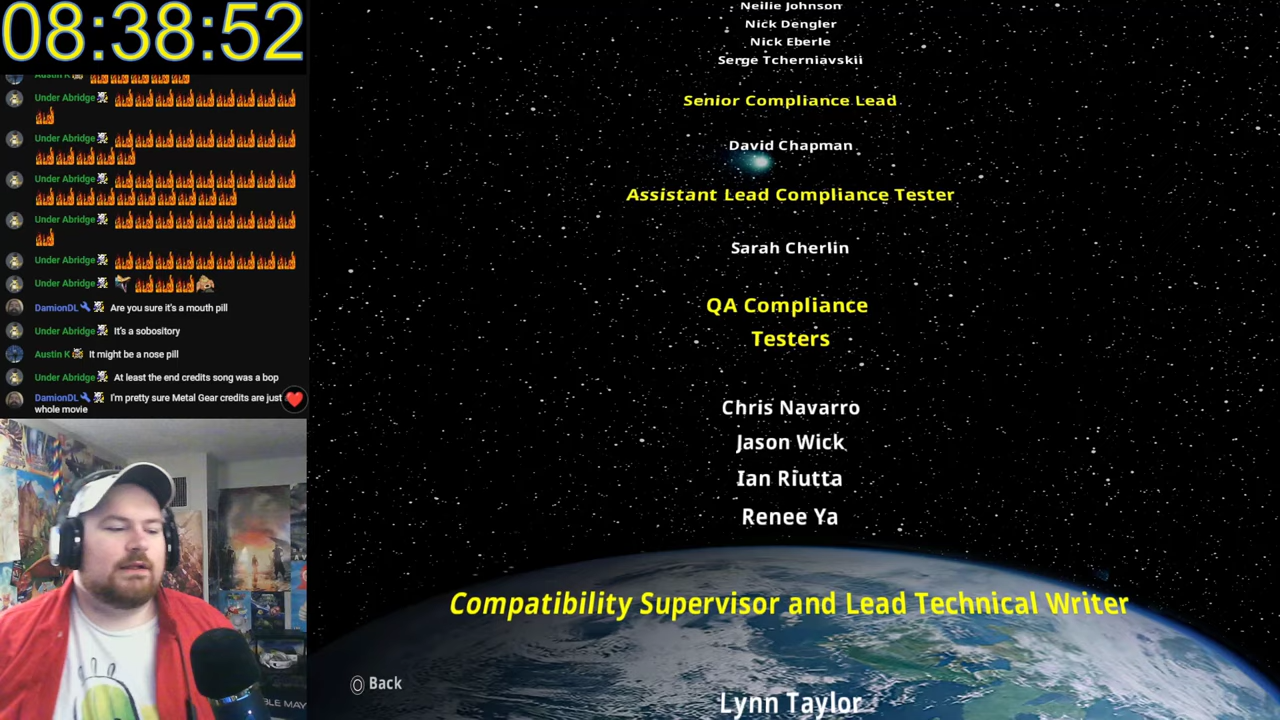 08:38:52
Austin K
Under Abridge
Under Abridge
Under Abridge
Under Abridge
Under Abridge
Under Abridge
DamionDL Are you sure it's a mouth pill
Under Abridge It's a sobository
Austin K It might be a nose pill
Under Abridge At least the end credits song was a bop
DamionDL I'm pretty sure Metal Gear credits are just
whole movie
Neilie Johnson
Nick Dengler
Nick Eberle
Serge Tcherniavskii
Senior Compliance Lead
David Chapman
Assistant Lead Compliance Tester
Sarah Cherlin
QA Compliance
Testers
Chris Navarro
Jason Wick
Ian Riutta
Renee Ya
Compatibility Supervisor and Lead Technical Writer
Lynn Taylor
Back